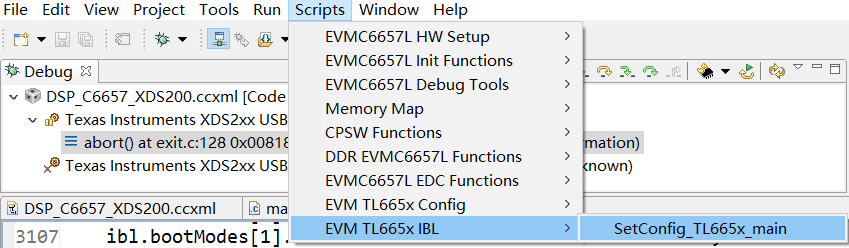 File Edit View Project Tools Run Scripts Window Help
Debug
DSP_C6657_XDS200.ccxml [Code
Texas Instruments XDS2xx USB
abort() at exit.c:128 0x00818
rmation)
Texas Instruments XDS2xx USB
known)
EVMC6657L HW Setup
EVMC6657L Init Functions
EVMC6657L Debug Tools
Memory Map
CPSW Functions
DDR EVMC6657L Functions
EVMC6657L EDC Functions
EVM TL665x Config
EVM TL665x IBL
SetConfig_TL665x_main
DSP_C6657_XDS200.ccxml
ma
3107 ibl.bootModes[1].